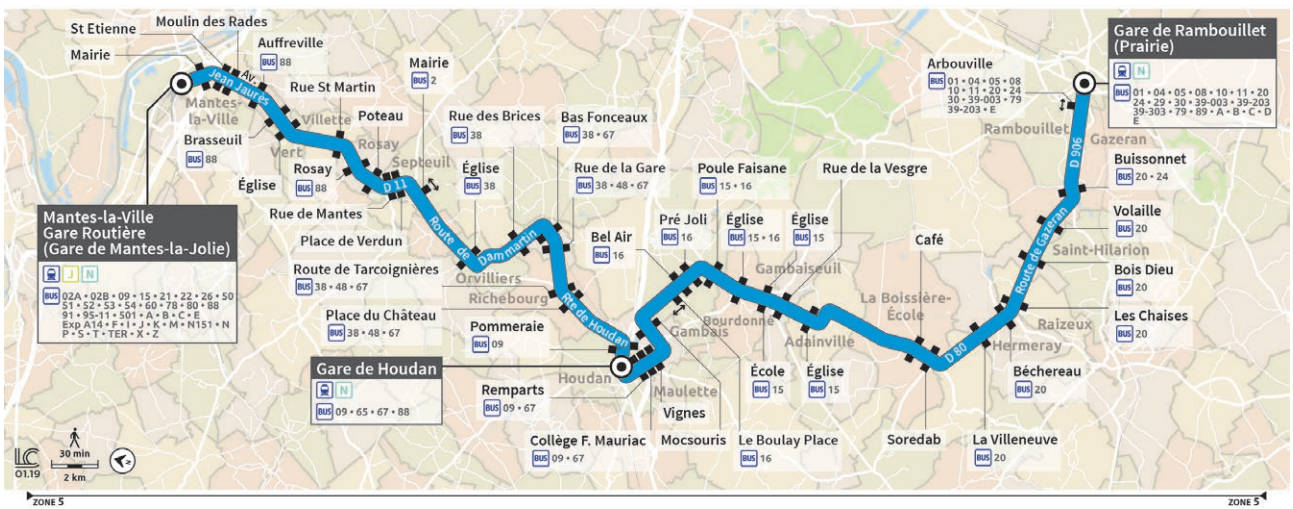 St Etienne
Moulin des Rades
Mairie
Auffreville
BUS 88
Av. Jean Jaurès
Mantes-la-Ville
Brasseuil
BUS 88
Mantes-la-Ville
Gare Routière
(Gare de Mantes-la-Jolie)
J N
BUS 02A • 02B • 09 • 15 • 21 • 22 • 26 • 50
51 • 52 • 53 • 54 • 60 • 78 • 80 • 88
91 • 95-11 • 501 • A • B • C • E
Exp A14 • F • I • J • K • M • N151 • N
P • S • T • TER • X • Z
Vert
Église
Rue St Martin
Villette
Rosay
BUS 88
Poteau
Rosay
Rue de Mantes
Septeuil
D 11
Mairie
BUS 2
Place de Verdun
Route de
Église
BUS 38
Orvilliers
Dammartin
Rue des Brices
BUS 38
Bas Fonceaux
BUS 38 • 67
Rue de la Gare
BUS 38 • 48 • 67
Route de Tarcoignières
BUS 38 • 48 • 67
Richebourg
Place du Château
BUS 38 • 48 • 67
Rte de Houdan
Pommeraie
BUS 09
Houdan
Gare de Houdan
N
BUS 09 • 65 • 67 • 88
Remparts
BUS 09 • 67
Collège F. Mauriac
BUS 09 • 67
Maulette
Vignes
Mocsouris
Bel Air
BUS 16
Gambais
Pré Joli
BUS 16
Le Boulay Place
BUS 16
Poule Faisane
BUS 15 • 16
Bourdonné
Église
BUS 15 • 16
École
BUS 15
Gambaiseuil
Église
BUS 15
Adainville
Église
BUS 15
Rue de la Vesgre
La Boissière-
École
Café
Soredab
D 80
La Villeneuve
BUS 20
Hermeray
Béchereau
BUS 20
Raizeux
Les Chaises
BUS 20
Bois Dieu
BUS 20
Saint-Hilarion
Volaille
BUS 20
Route de Gazeran
Buissonnet
BUS 20 • 24
Gazeran
D 906
Rambouillet
Arbouville
BUS 01 • 04 • 05 • 08
10 • 11 • 20 • 24
30 • 39-003 • 79
39-203 • E
Gare de Rambouillet
(Prairie)
N
BUS 01 • 04 • 05 • 08 • 10 • 11 • 20
24 • 29 • 30 • 39-003 • 39-203
39-303 • 79 • 89 • A • B • C • D
E
LC
01.19
30 min
2 km
N
ZONE 5
ZONE 5